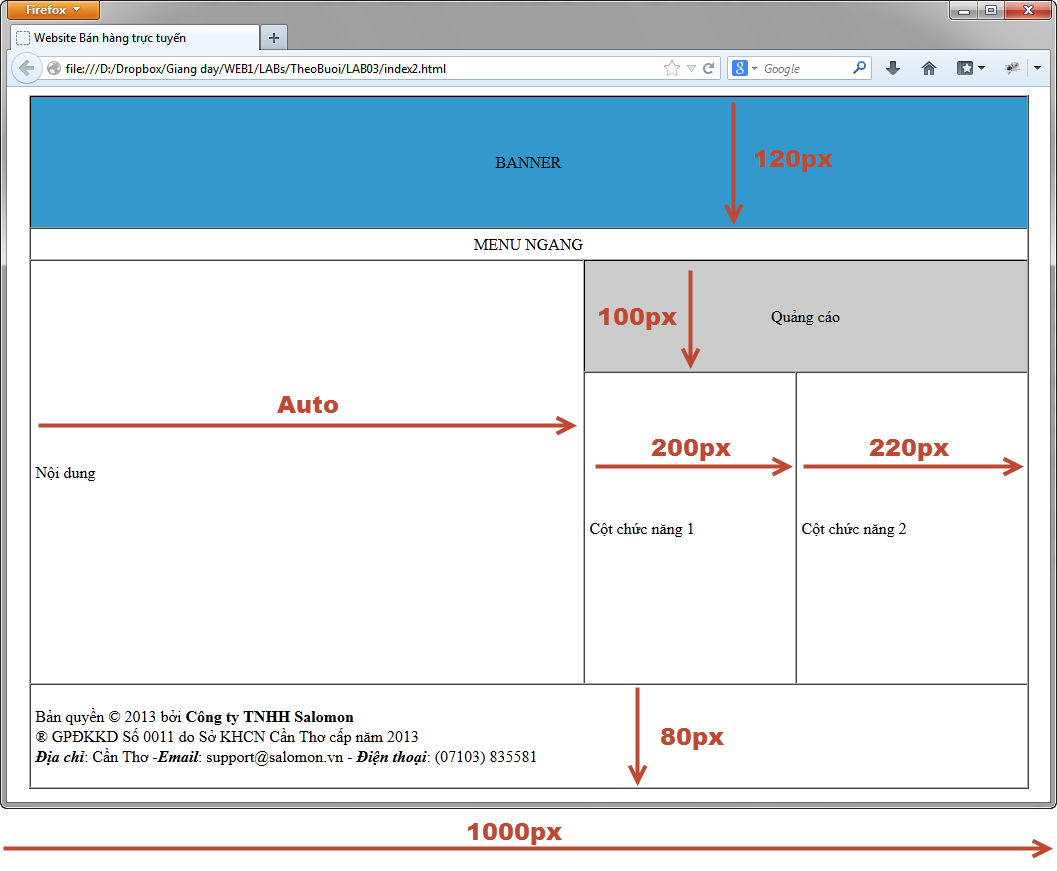 Firefox
Website Bán hàng trực tuyến
file:///D:/Dropbox/Giang day/WEB1/LABs/TheoBuoi/LAB03/index2.html
Google
BANNER
120px
MENU NGANG
100px
Quảng cáo
Auto
200px
220px
Nội dung
Cột chức năng 1
Cột chức năng 2
Bản quyền © 2013 bởi Công ty TNHH Salomon
® GPĐKKD Số 0011 do Sở KHCN Cần Thơ cấp năm 2013
Địa chỉ: Cần Thơ -Email: support@salomon.vn - Điện thoại: (07103) 835581
80px
1000px